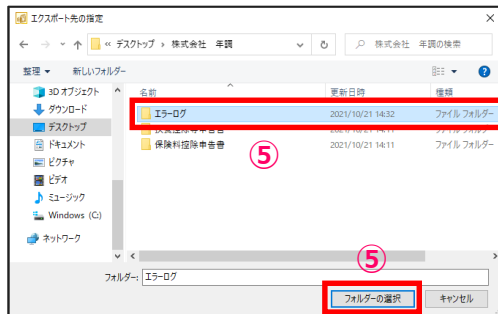 エクスポート先の指定
« デスクトップ › 株式会社 年調
株式会社 年調の検索
整理 新しいフォルダー
3D オブジェクト
ダウンロード
デスクトップ
ドキュメント
ピクチャ
ビデオ
ミュージック
Windows (C:)
ネットワーク
名前 更新日時 種類
エラーログ 2021/10/21 14:32 ファイル フォルダー
2021/10/21 14:11 ファイル フォルダー
保険料控除申告書 2021/10/21 14:11 ファイル フォルダー
⑤
⑤
フォルダー: エラーログ
フォルダーの選択 キャンセル